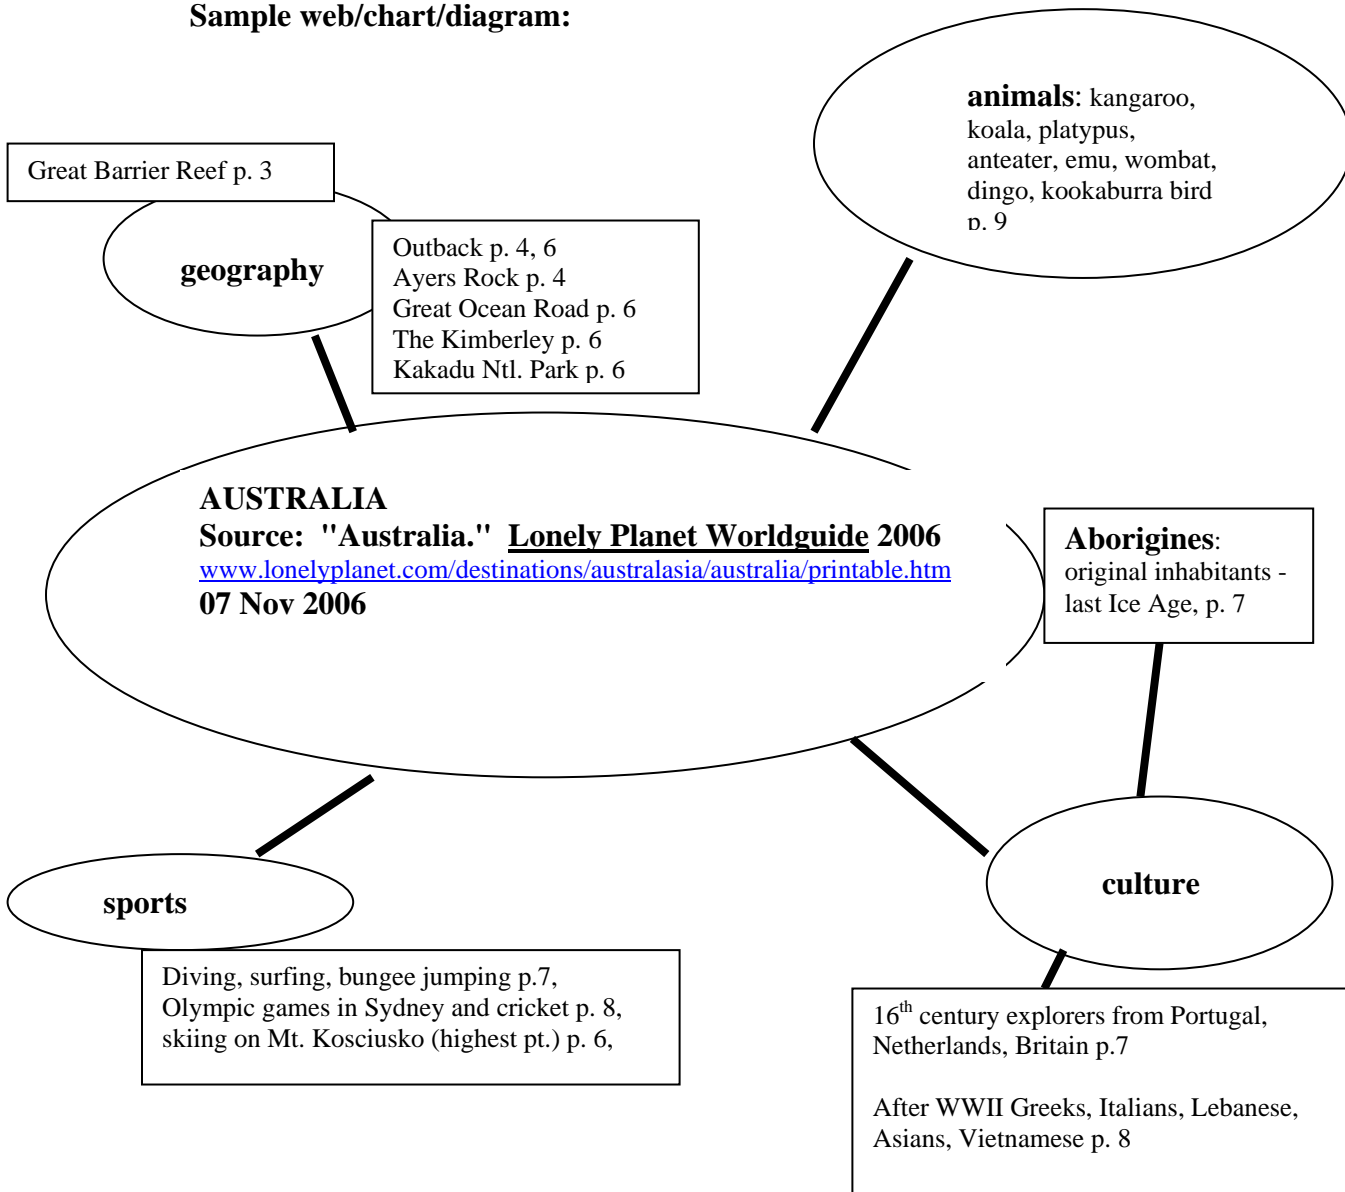 Sample web/chart/diagram:
animals: kangaroo,
koala, platypus,
anteater, emu, wombat,
dingo, kookaburra bird
p. 9
Great Barrier Reef p. 3
geography
Outback p. 4, 6
Ayers Rock p. 4
Great Ocean Road p. 6
The Kimberley p. 6
Kakadu Ntl. Park p. 6
AUSTRALIA
Source: "Australia." Lonely Planet Worldguide 2006
www.lonelyplanet.com/destinations/australasia/australia/printable.htm
07 Nov 2006
Aborigines:
original inhabitants -
last Ice Age, p. 7
sports
culture
Diving, surfing, bungee jumping p.7,
Olympic games in Sydney and cricket p. 8,
skiing on Mt. Kosciusko (highest pt.) p. 6,
16th century explorers from Portugal,
Netherlands, Britain p.7
After WWII Greeks, Italians, Lebanese,
Asians, Vietnamese p. 8